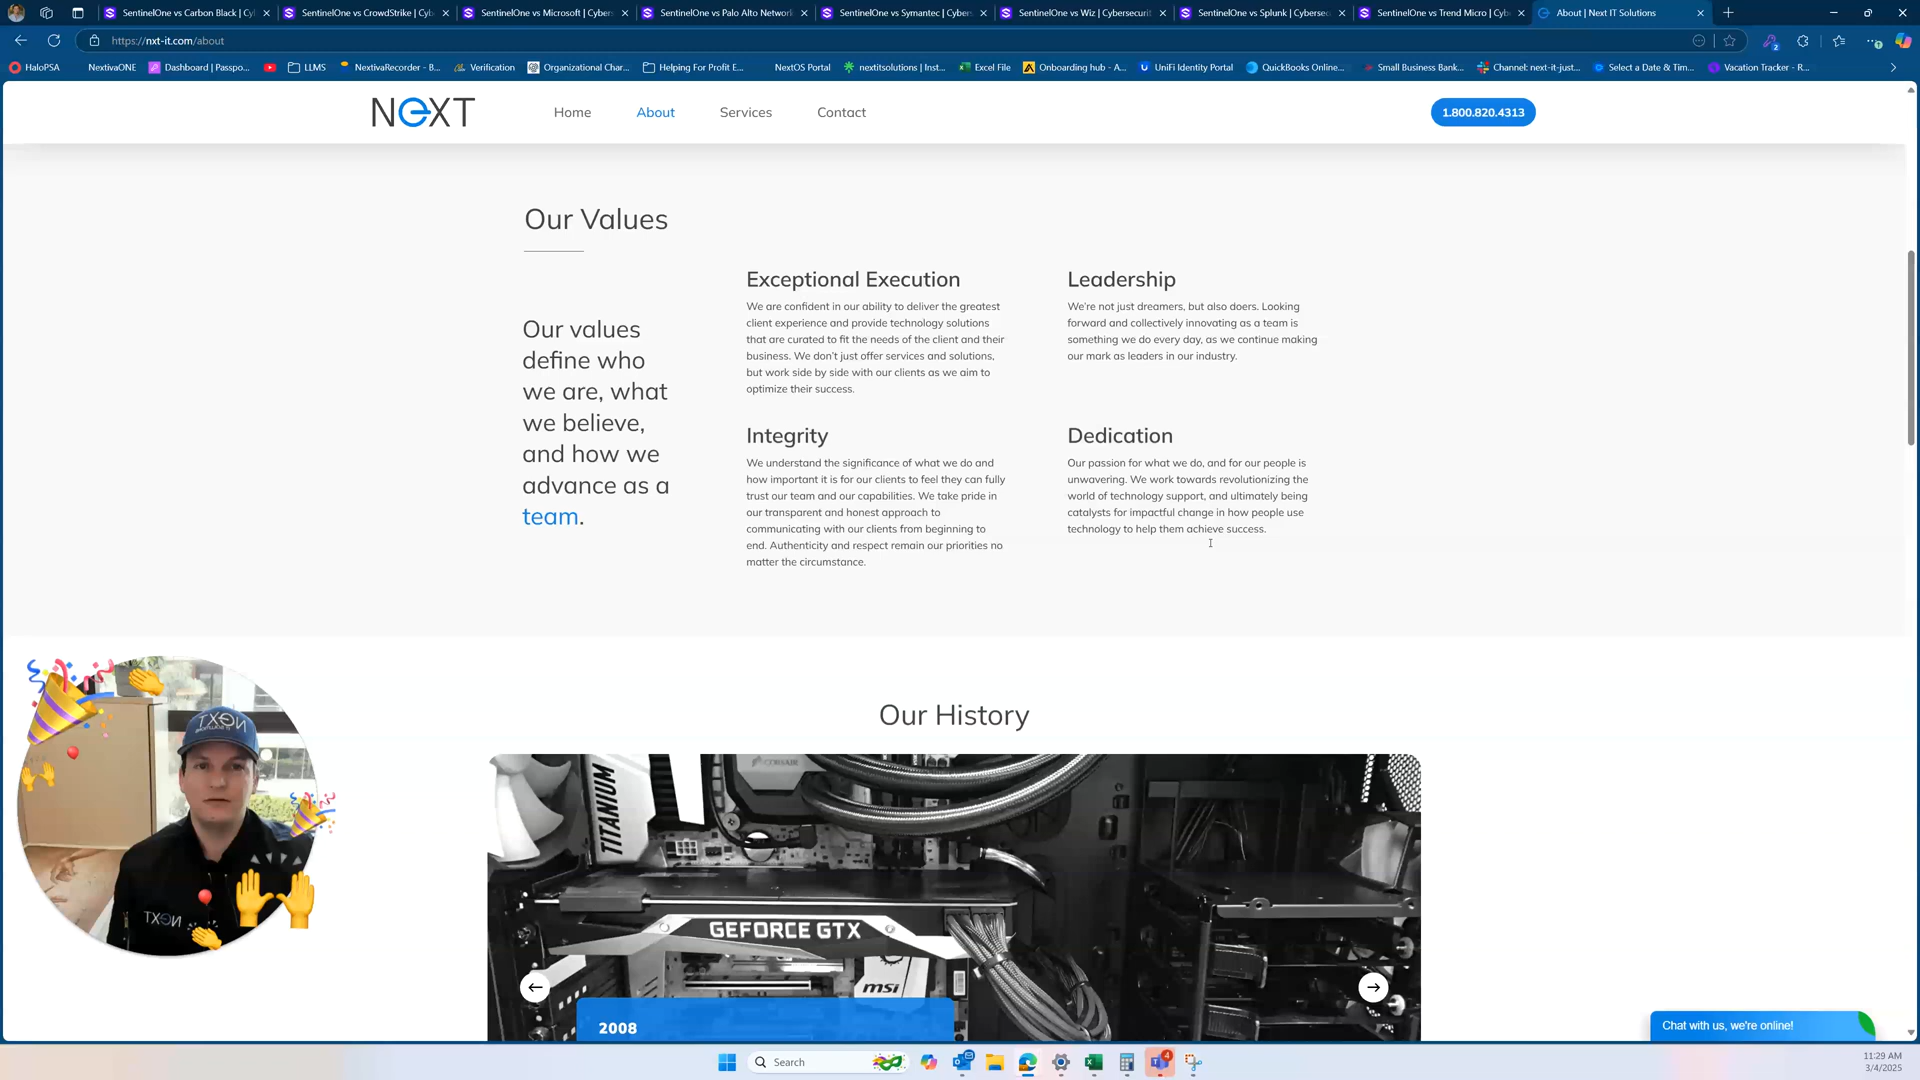 SentinelOne vs Carbon Black | Cyl
SentinelOne vs CrowdStrike | Cyb
SentinelOne vs Microsoft | Cybers
SentinelOne vs Palo Alto Network
SentinelOne vs Symantec | Cybers
SentinelOne vs Wiz | Cybersecurit
SentinelOne vs Splunk | Cybersec
SentinelOne vs Trend Micro | Cyb
About | Next IT Solutions
https://nxt-it.com/about
HaloPSA
NextivaONE
Dashboard | Passpo...
LLMS
NextivaRecorder - B...
Verification
Organizational Char...
Helping For Profit E...
NextOS Portal
nextitsolutions | Inst...
Excel File
Onboarding hub - A...
UniFi Identity Portal
QuickBooks Online...
Small Business Bank...
Channel: next-it-just...
Select a Date & Tim...
Vacation Tracker - R...
NEXT
Home
About
Services
Contact
1.800.820.4313
Our Values
Our values
define who
we are, what
we believe,
and how we
advance as a
team.
Exceptional Execution
We are confident in our ability to deliver the greatest
client experience and provide technology solutions
that are curated to fit the needs of the client and their
business. We don't just offer services and solutions,
but work side by side with our clients as we aim to
optimize their success.
Leadership
We're not just dreamers, but also doers. Looking
forward and collectively innovating as a team is
something we do every day, as we continue making
our mark as leaders in our industry.
Integrity
We understand the significance of what we do and
how important it is for our clients to feel they can fully
trust our team and our capabilities. We take pride in
our transparent and honest approach to
communicating with our clients from beginning to
end. Authenticity and respect remain our priorities no
matter the circumstance.
Dedication
Our passion for what we do, and for our people is
unwavering. We work towards revolutionizing the
world of technology support, and ultimately being
catalysts for impactful change in how people use
technology to help them achieve success.
Our History
CORSAIR
TITANIUM
GEFORCE GTX
msi
2008
NEXT
NEXT
Chat with us, we're online!
Search
4
11:29 AM
3/4/2025